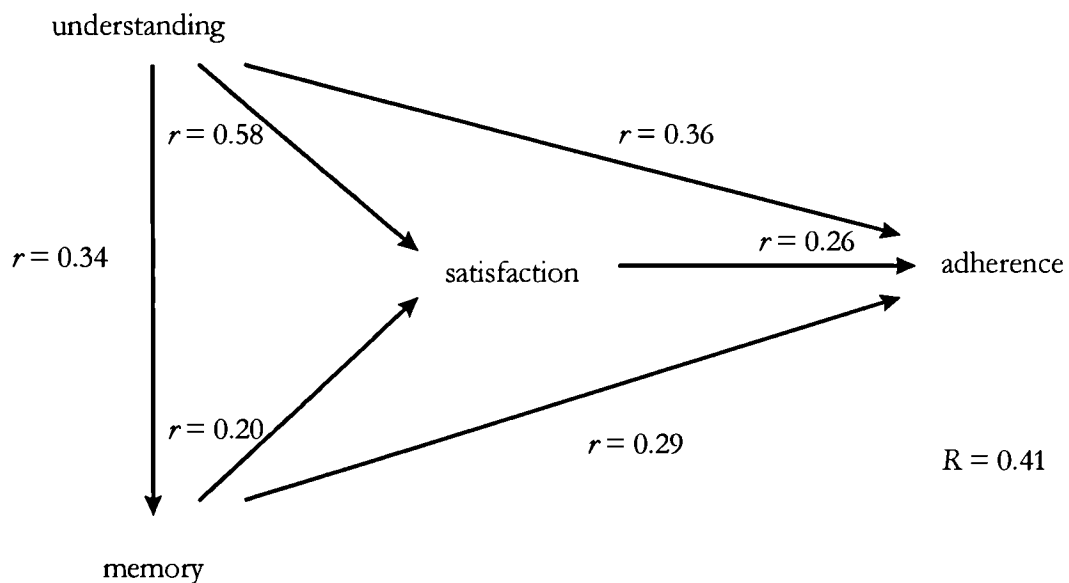 understanding
r = 0.58
r = 0.36
r = 0.34
r = 0.26
satisfaction
adherence
r = 0.20
r = 0.29
R = 0.41
memory